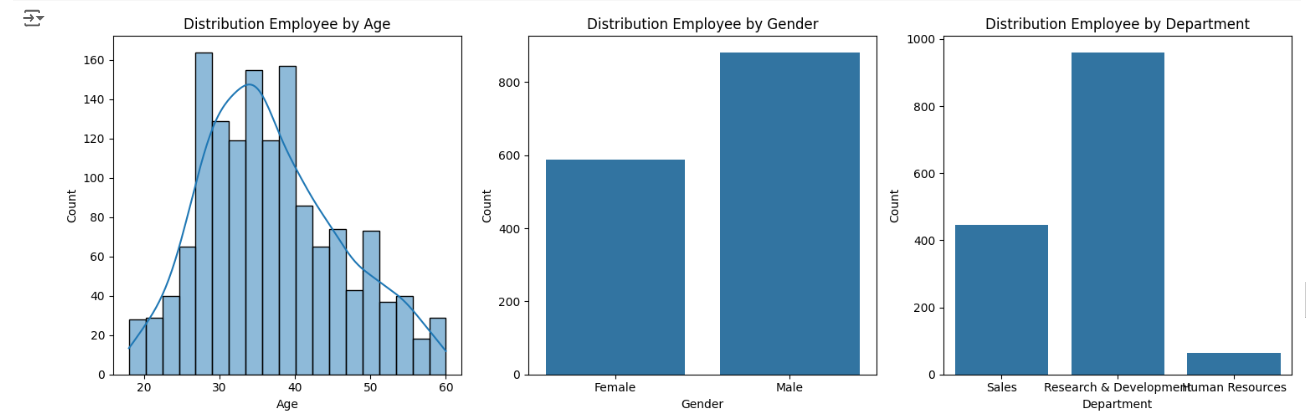 Distribution Employee by Age
160
140
120
100
80
60
40
20
0
Count
20 30 40 50 60
Age
Distribution Employee by Gender
800
600
400
200
0
Count
Female Male
Gender
Distribution Employee by Department
1000
800
600
400
200
0
Count
Sales Research & Development Human Resources
Department